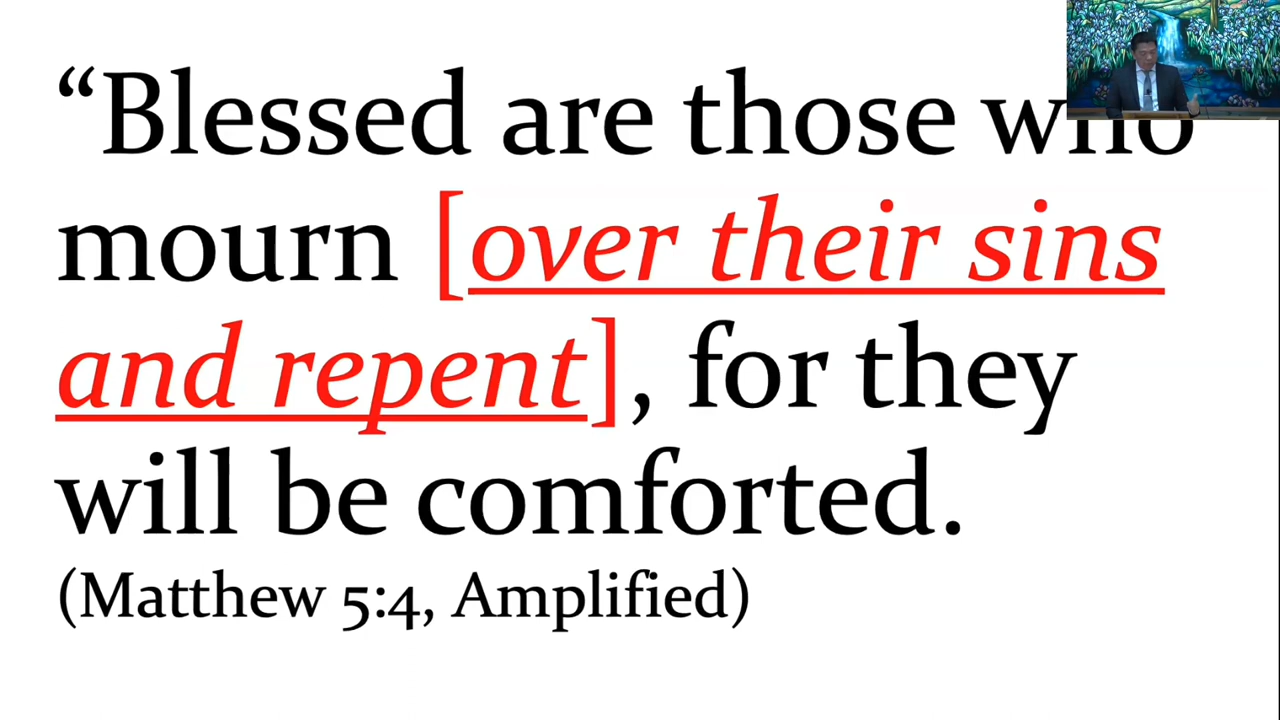 “Blessed are those who
mourn [over their sins
and repent], for they
will be comforted.
(Matthew 5:4, Amplified)